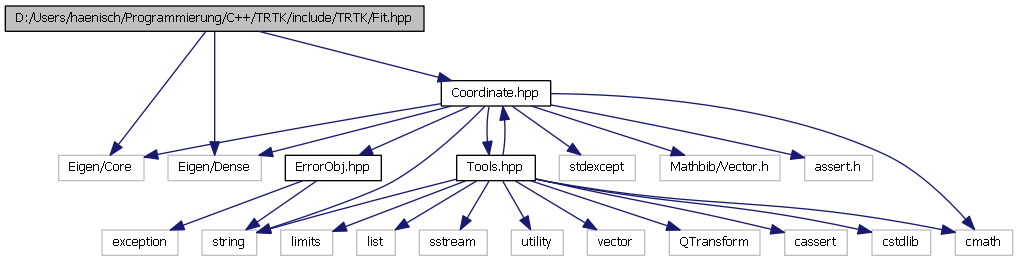 D:/Users/haenisch/Programmierung/C++/TRTK/include/TRTK/Fit.hpp
Coordinate.hpp
Eigen/Core
Eigen/Dense
ErrorObj.hpp
Tools.hpp
stdexcept
Mathbib/Vector.h
assert.h
exception
string
limits
list
sstream
utility
vector
QTransform
cassert
cstdlib
cmath